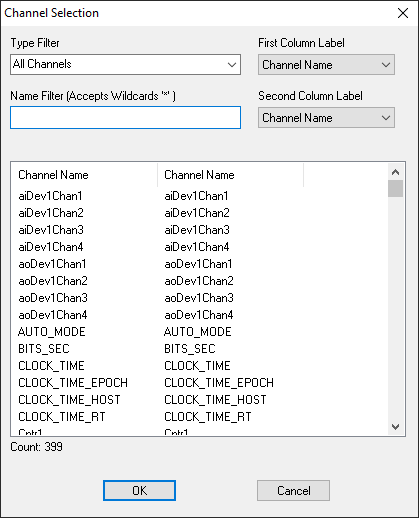 Channel Selection
Type Filter First Column Label
All Channels Channel Name
Name Filter (Accepts Wildcards '*' ) Second Column Label
Channel Name
Channel Name Channel Name
aiDev1Chan1 aiDev1Chan1
aiDev1Chan2 aiDev1Chan2
aiDev1Chan3 aiDev1Chan3
aiDev1Chan4 aiDev1Chan4
aoDev1Chan1 aoDev1Chan1
aoDev1Chan2 aoDev1Chan2
aoDev1Chan3 aoDev1Chan3
aoDev1Chan4 aoDev1Chan4
AUTO_MODE AUTO_MODE
BITS_SEC BITS_SEC
CLOCK_TIME CLOCK_TIME
CLOCK_TIME_EPOCH CLOCK_TIME_EPOCH
CLOCK_TIME_HOST CLOCK_TIME_HOST
CLOCK_TIME_RT CLOCK_TIME_RT
Cntr1 Cntr1
Count: 399
OK Cancel